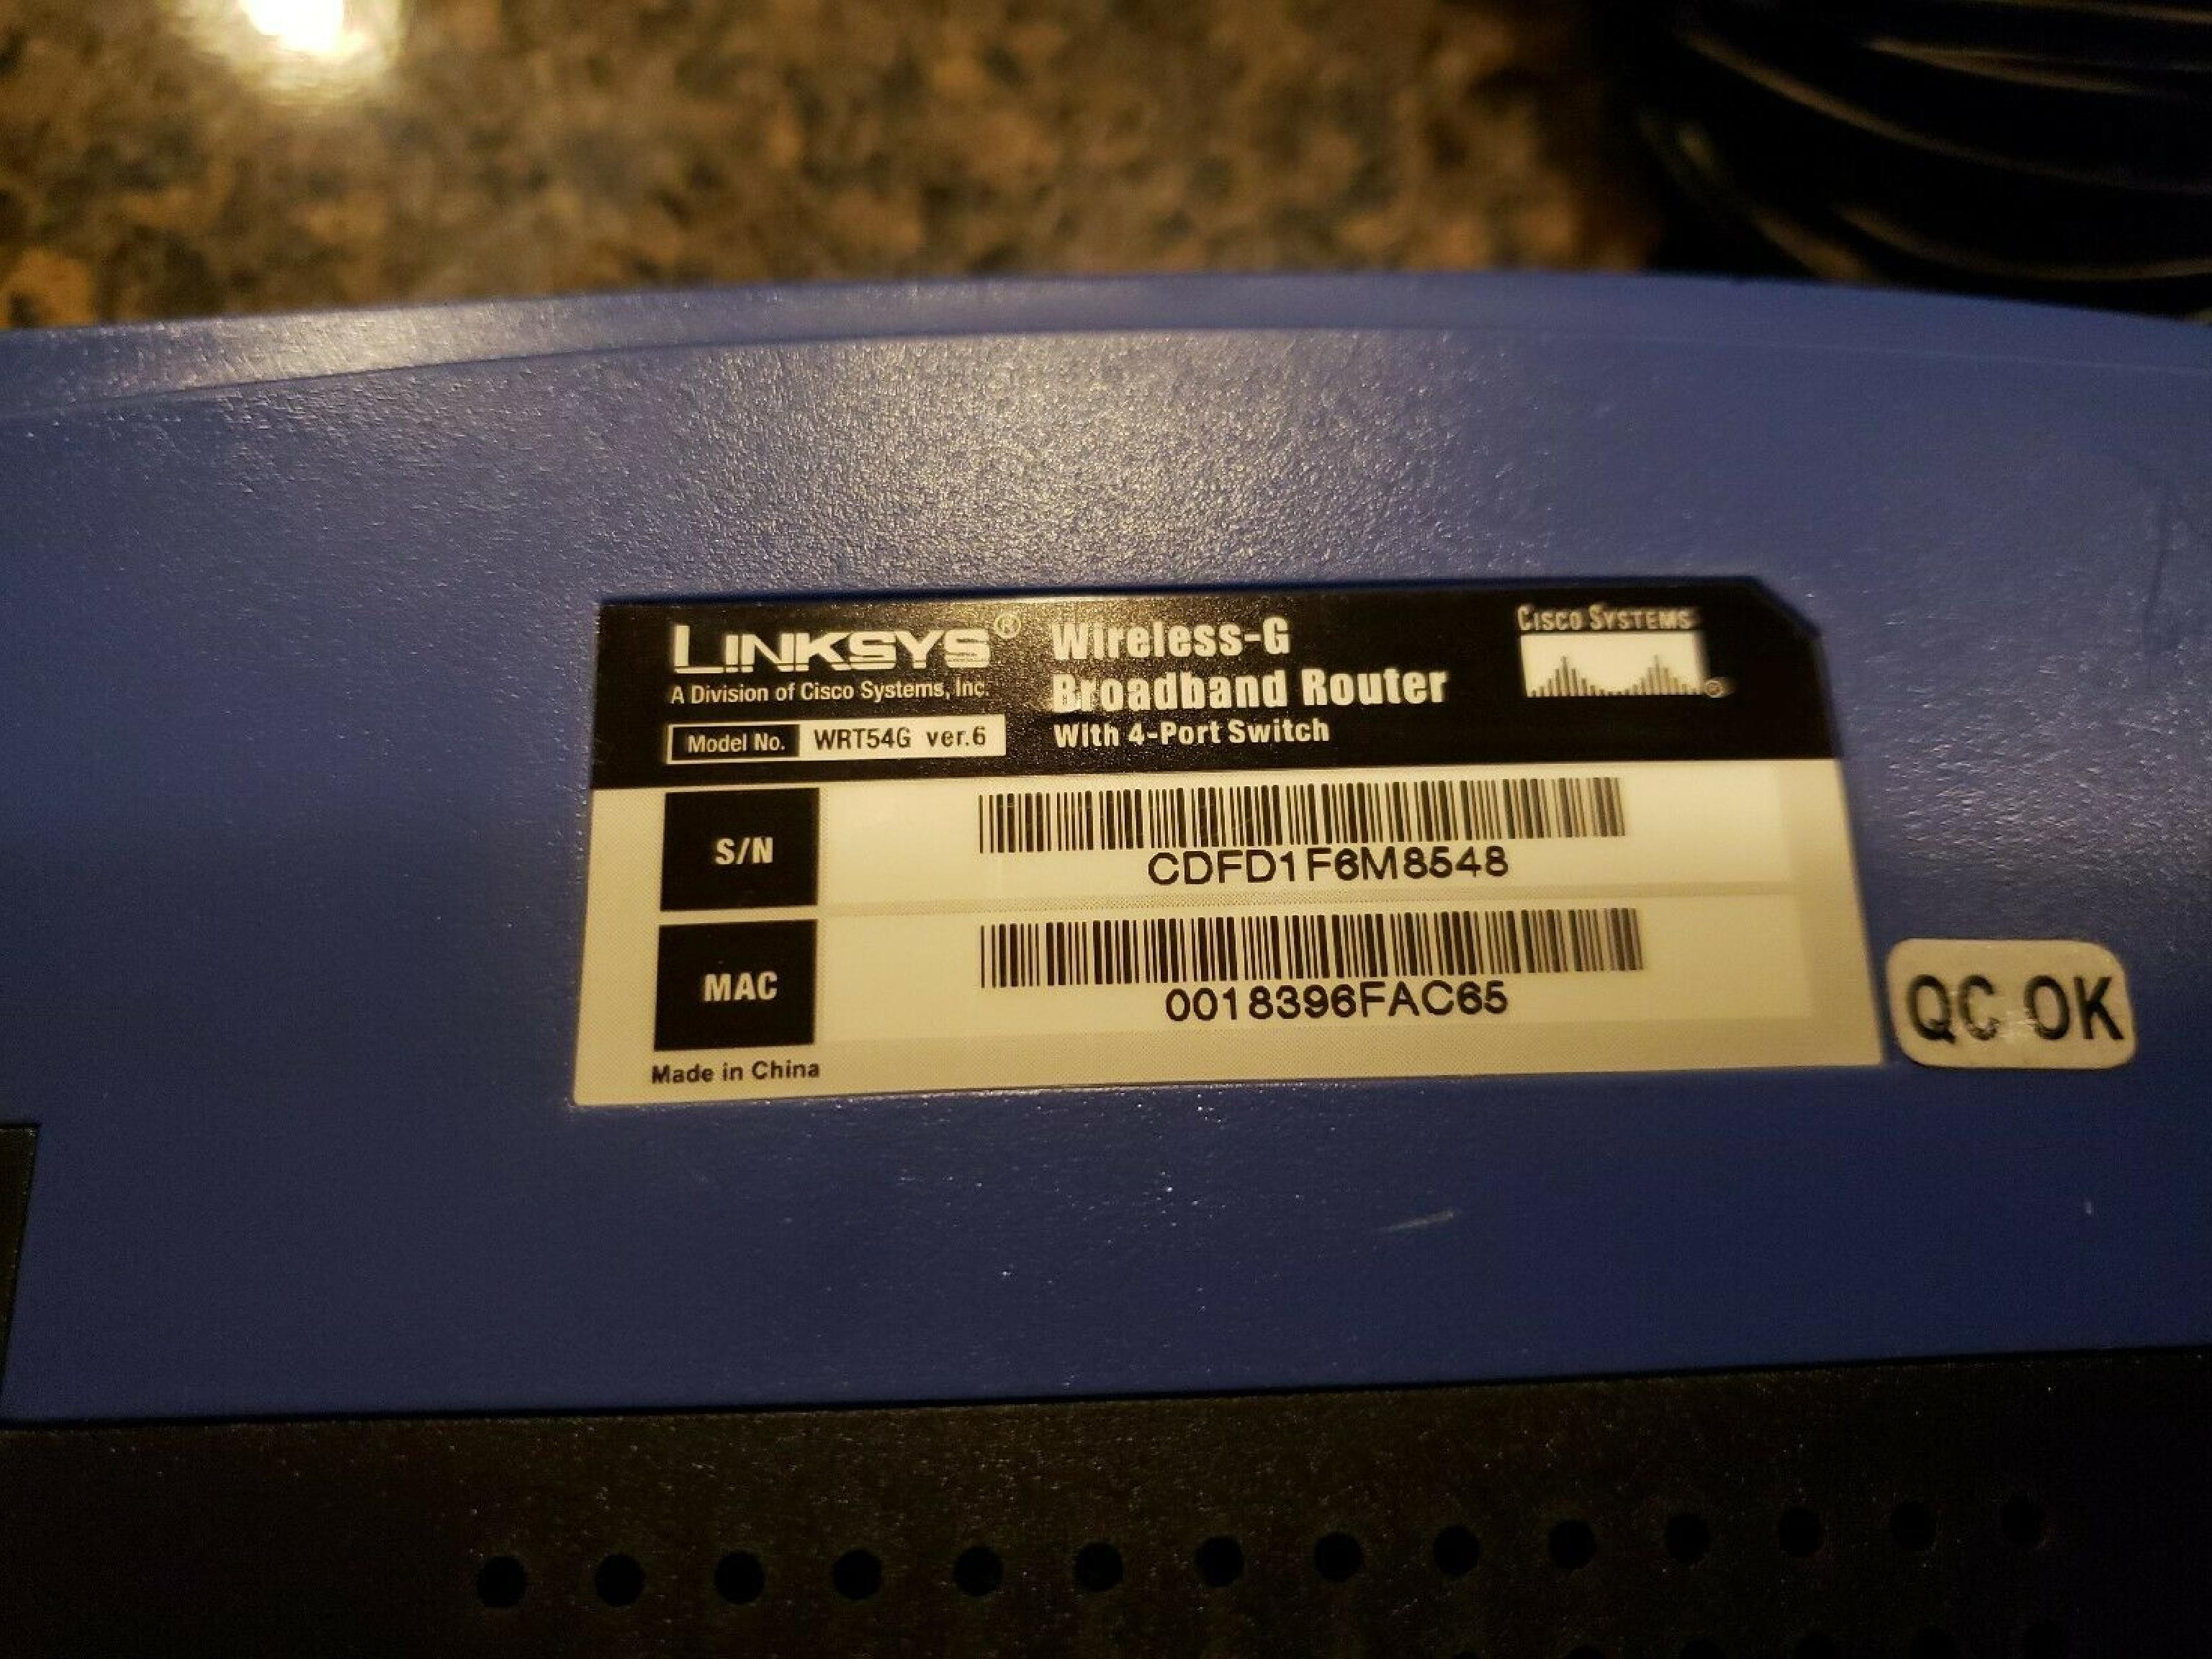 LINKSYS®
A Division of Cisco Systems, Inc.
Model No. WRT54G ver.6
Wireless-G
Broadband Router
With 4-Port Switch
CISCO SYSTEMS
®
S/N
CDFD1F6M8548
MAC
0018396FAC65
Made in China
QC OK